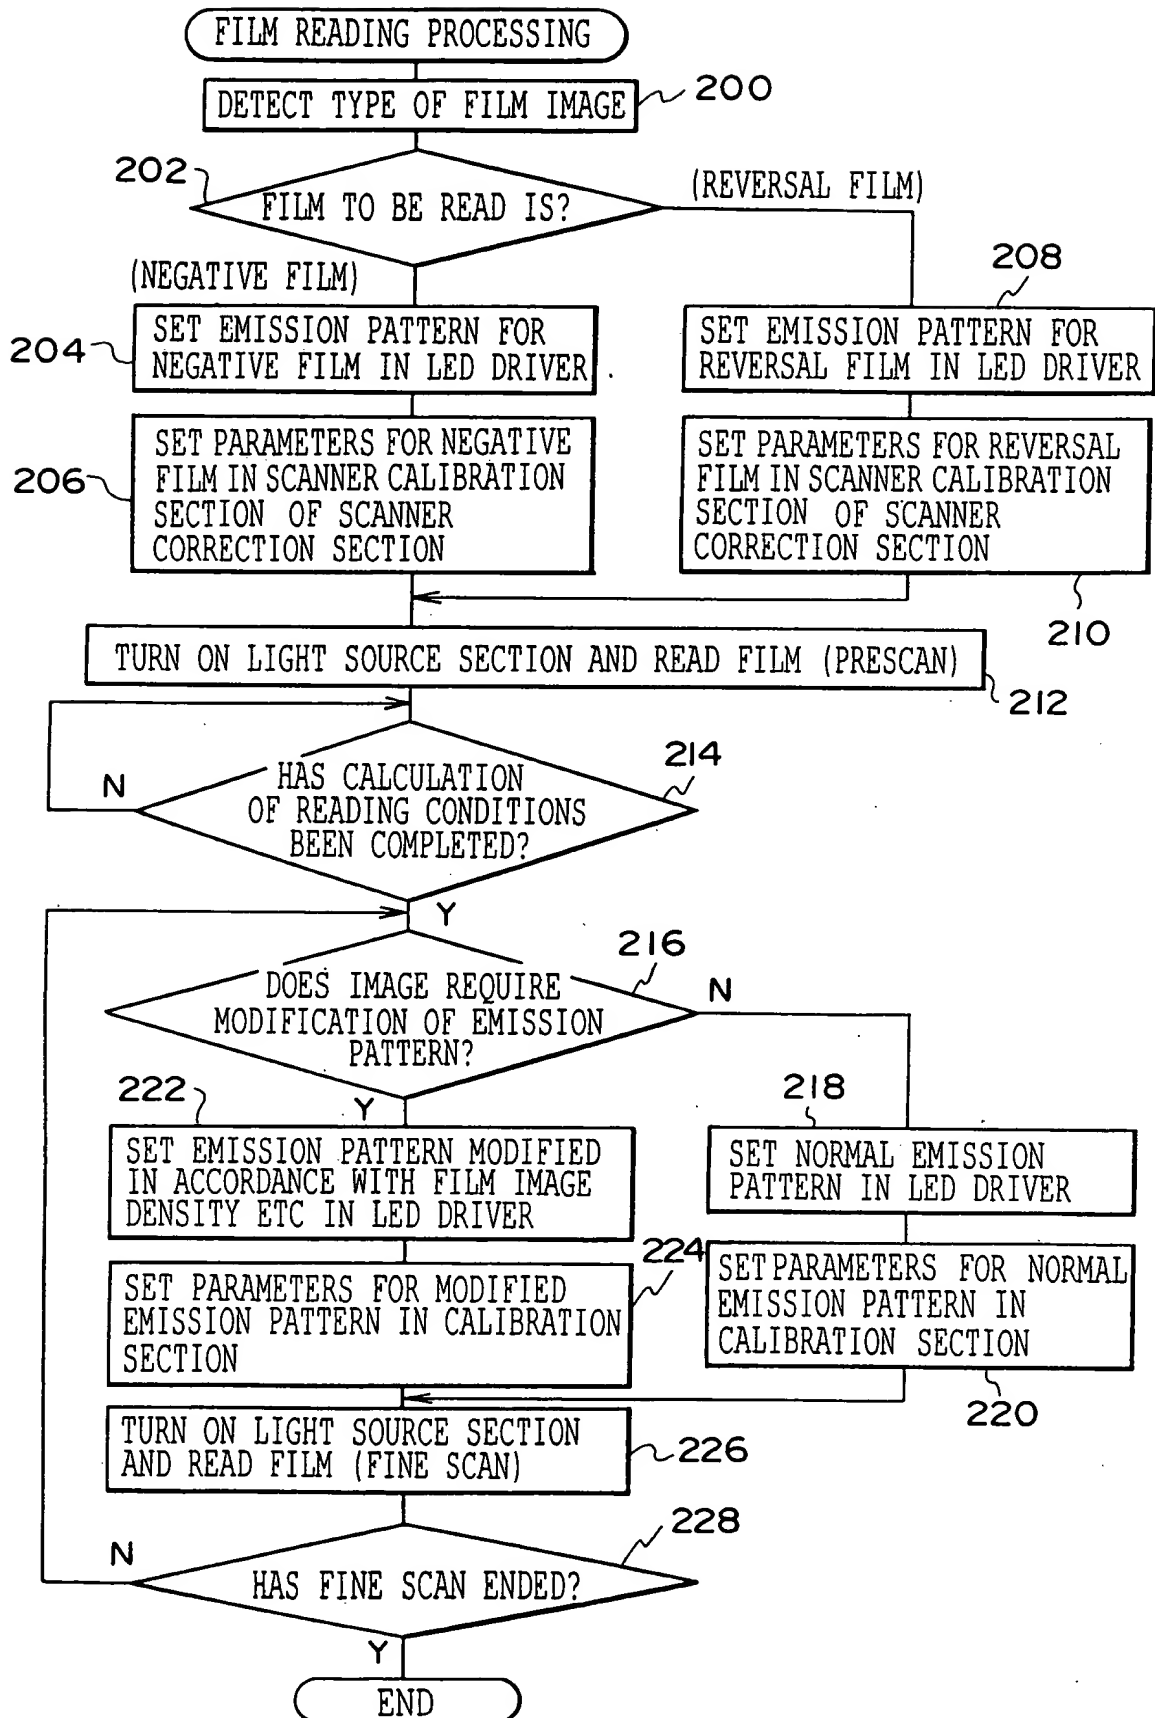 FILM READING PROCESSING
DETECT TYPE OF FILM IMAGE
200
202
FILM TO BE READ IS?
(REVERSAL FILM)
(NEGATIVE FILM)
204
SET EMISSION PATTERN FOR
NEGATIVE FILM IN LED DRIVER
208
SET EMISSION PATTERN FOR
REVERSAL FILM IN LED DRIVER
206
SET PARAMETERS FOR NEGATIVE
FILM IN SCANNER CALIBRATION
SECTION OF SCANNER
CORRECTION SECTION
SET PARAMETERS FOR REVERSAL
FILM IN SCANNER CALIBRATION
SECTION OF SCANNER
CORRECTION SECTION
210
TURN ON LIGHT SOURCE SECTION AND READ FILM (PRESCAN)
212
214
N
HAS CALCULATION
OF READING CONDITIONS
BEEN COMPLETED?
Y
216
DOES IMAGE REQUIRE
MODIFICATION OF EMISSION
PATTERN?
N
Y
222
SET EMISSION PATTERN MODIFIED
IN ACCORDANCE WITH FILM IMAGE
DENSITY ETC IN LED DRIVER
218
SET NORMAL EMISSION
PATTERN IN LED DRIVER
224
SET PARAMETERS FOR MODIFIED
EMISSION PATTERN IN CALIBRATION
SECTION
SET PARAMETERS FOR NORMAL
EMISSION PATTERN IN
CALIBRATION SECTION
220
TURN ON LIGHT SOURCE SECTION
AND READ FILM (FINE SCAN)
226
228
N
HAS FINE SCAN ENDED?
Y
END